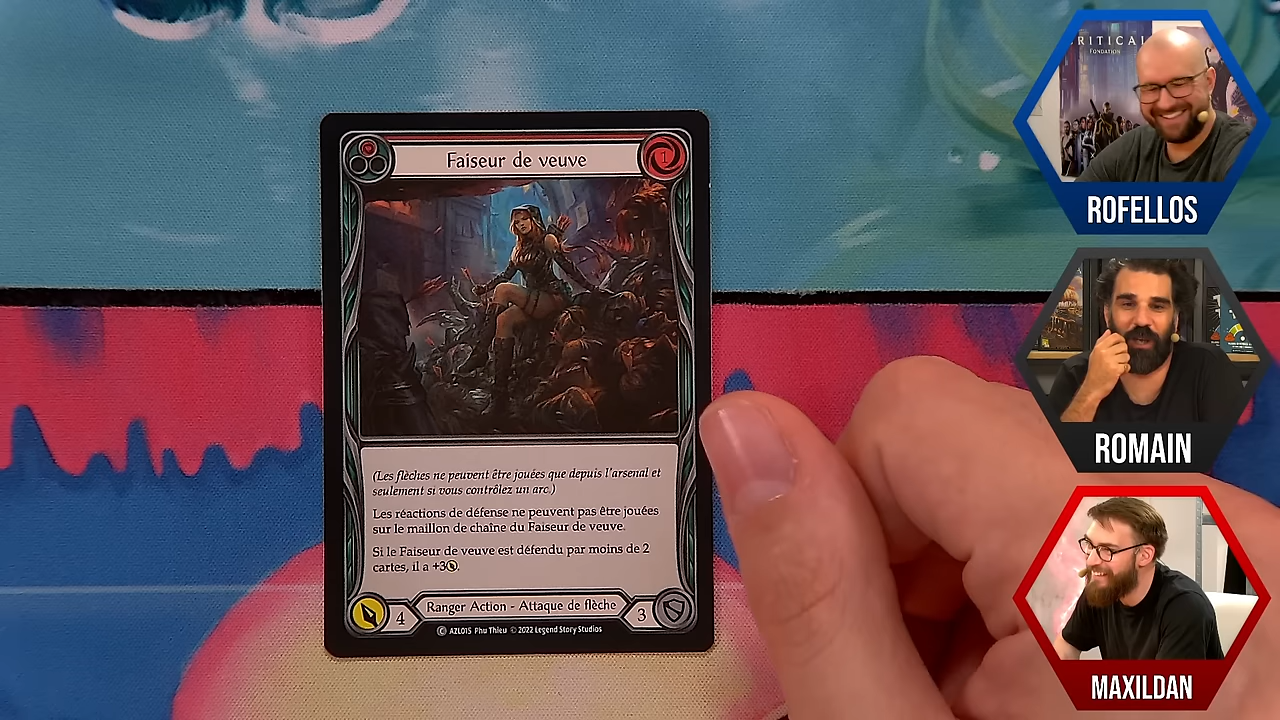 Faiseur de veuve
1
(Les flèches ne peuvent être jouées que depuis l'arsenal et
seulement si vous contrôlez un arc.)
Les réactions de défense ne peuvent pas être jouées
sur le maillon de chaîne du Faiseur de veuve.
Si le Faiseur de veuve est défendu par moins de 2
cartes, il a +3
4
Ranger Action - Attaque de flèche
3
C AZL015 Phu Thieu © 2022 Legend Story Studios
RITICAL
FONDATION
ROFELLOS
ROMAIN
MAXILDAN